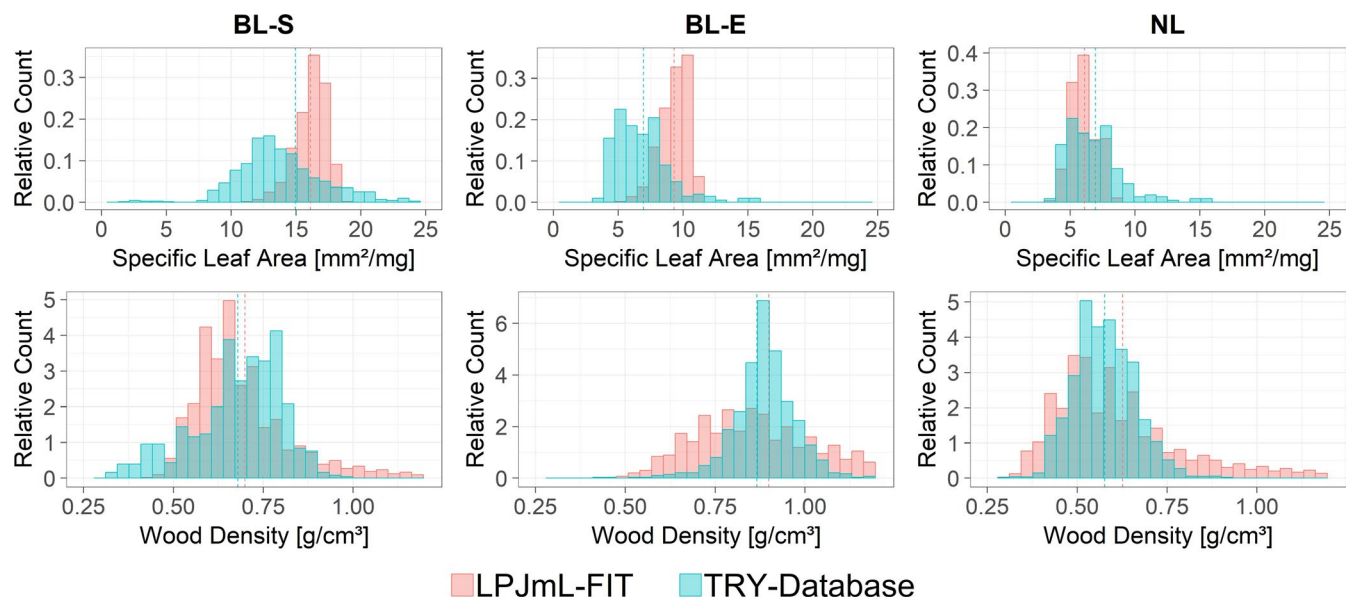 BL-S BL-E NL
Relative Count
0.3
0.2
0.1
0.0
0 5 10 15 20 25
Specific Leaf Area [mm²/mg]
Relative Count
0.3
0.2
0.1
0.0
0 5 10 15 20 25
Specific Leaf Area [mm²/mg]
Relative Count
0.4
0.3
0.2
0.1
0.0
0 5 10 15 20 25
Specific Leaf Area [mm²/mg]
Relative Count
5
4
3
2
1
0
0.25 0.50 0.75 1.00
Wood Density [g/cm³]
Relative Count
6
4
2
0
0.25 0.50 0.75 1.00
Wood Density [g/cm³]
Relative Count
5
4
3
2
1
0
0.25 0.50 0.75 1.00
Wood Density [g/cm³]
LPJmL-FIT TRY-Database